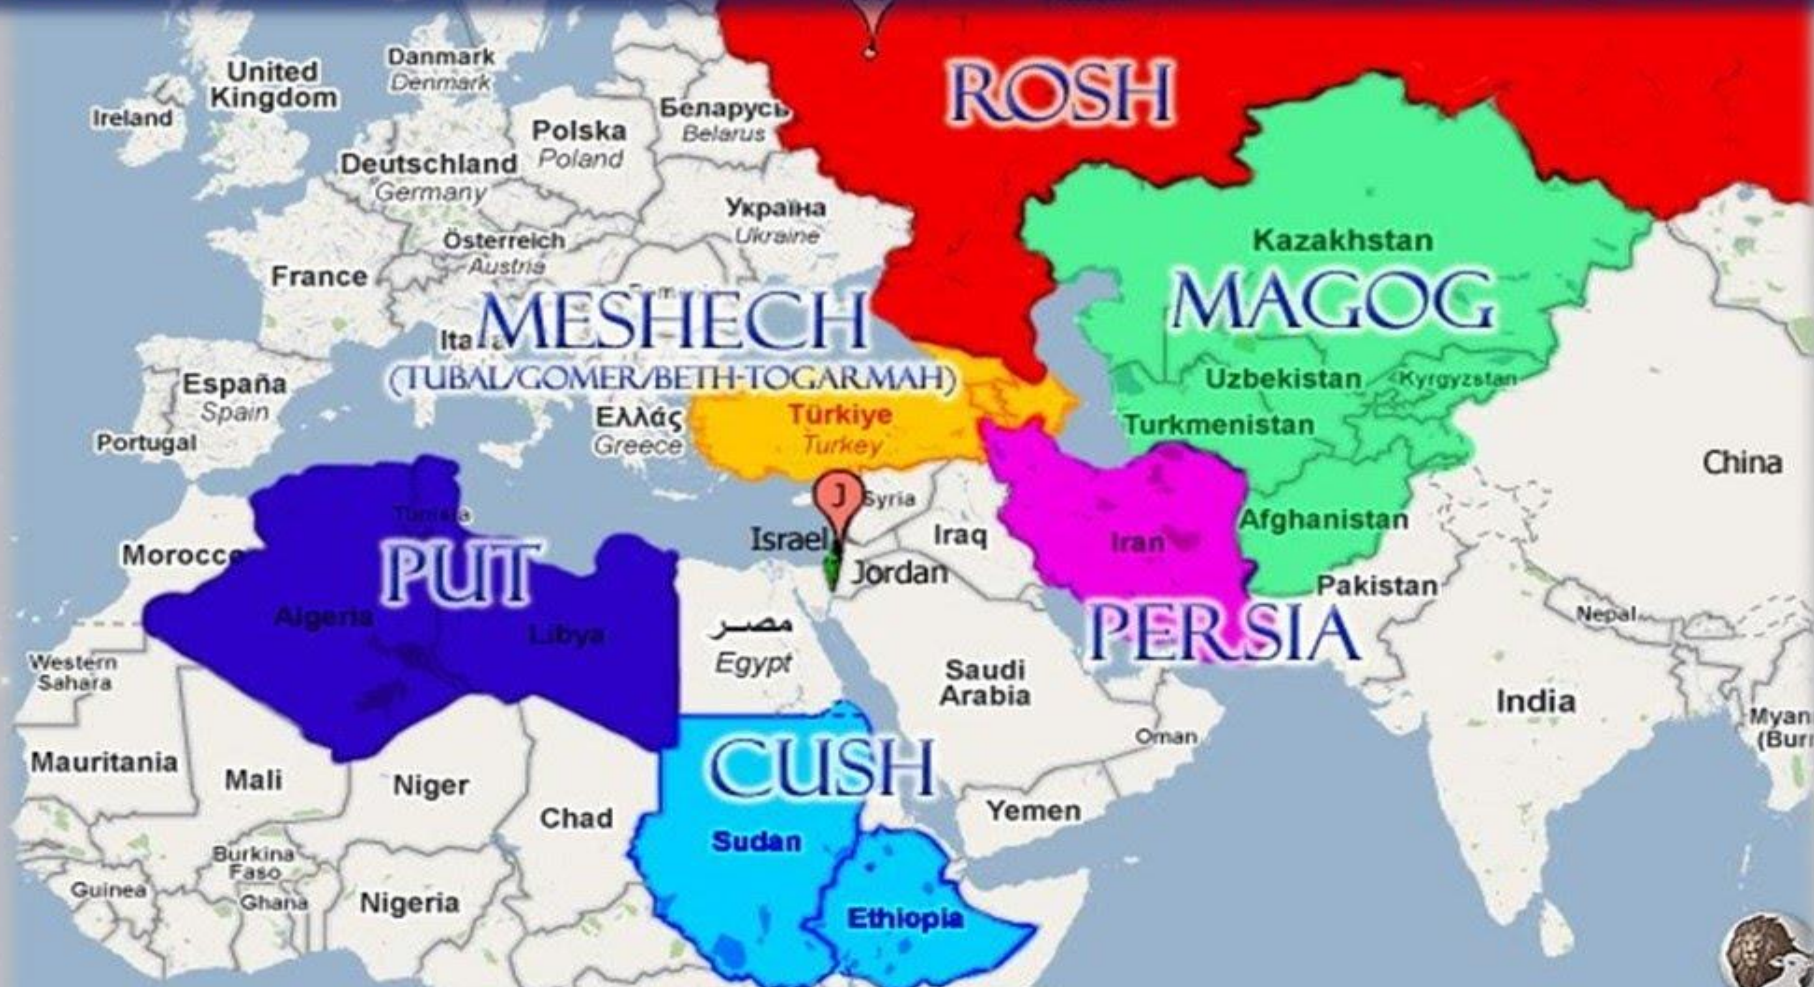 Danmark
Denmark
United
Kingdom
Ireland
ROSH
Беларусь
Belarus
Polska
Poland
Deutschland
Germany
Україна
Ukraine
Österreich
Austria
Kazakhstan
France
MAGOG
MESHECH
(TUBAL/GOMER/BETH-TOGARMAH)
Uzbekistan
Kyrgyzstan
España
Spain
Ελλάς
Greece
Türkiye
Turkey
Turkmenistan
Portugal
China
J
Syria
Tunisia
Afghanistan
Israel
Iraq
Iran
Morocco
PUT
Jordan
Pakistan
Nepal
Algeria
Libya
مصر
Egypt
PERSIA
Western
Sahara
Saudi
Arabia
India
Myan
(Burr
Oman
CUSH
Mauritania
Mali
Niger
Chad
Yemen
Sudan
Burkina
Faso
Guinea
Ghana
Nigeria
Ethiopia